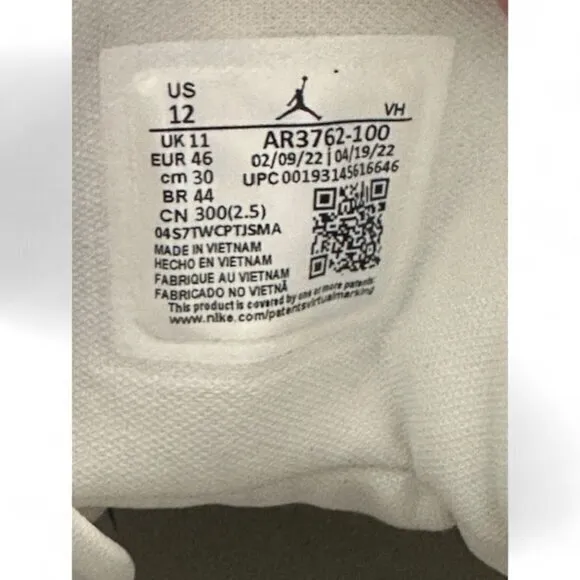 US
12
VH
UK 11
AR3762-100
EUR 46
02/09/22 | 04/19/22
cm 30
UPC 00193145616646
BR 44
CN 300(2.5)
04S7TWCPTJSMA
MADE IN VIETNAM
HECHO EN VIETNAM
FABRIQUE AU VIETNAM
FABRICADO NO VIETNÃ
This product is covered by one or more patents:
www.nike.com/patentsvirtualmarking